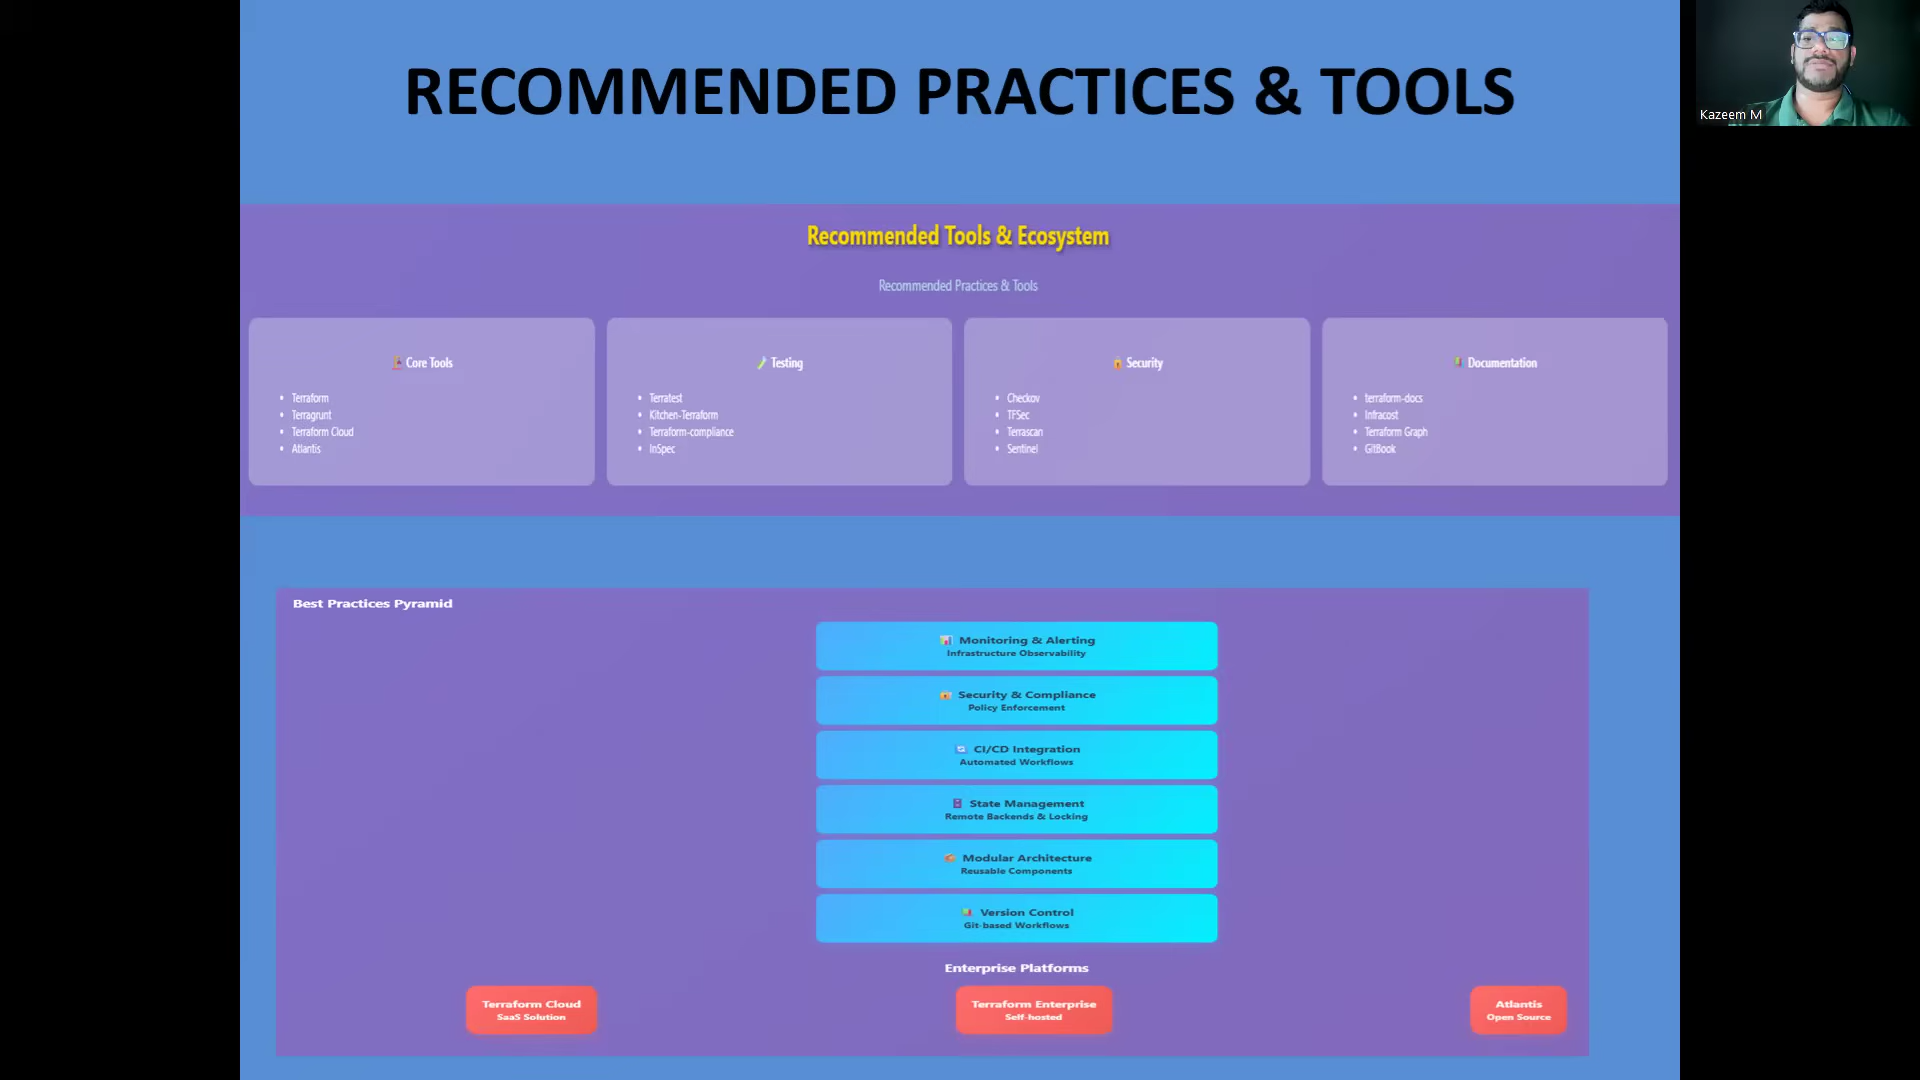 RECOMMENDED PRACTICES & TOOLS
Kazeem M
Recommended Tools & Ecosystem
Recommended Practices & Tools
Core Tools
• Terraform
• Terragrunt
• Terraform Cloud
• Atlantis
Testing
• Terratest
• Kitchen-Terraform
• Terraform-compliance
• InSpec
Security
• Checkov
• TFSec
• Terrascan
• Sentinel
Documentation
• terraform-docs
• Infracost
• Terraform Graph
• GitBook
Best Practices Pyramid
Monitoring & Alerting
Infrastructure Observability
Security & Compliance
Policy Enforcement
CI/CD Integration
Automated Workflows
State Management
Remote Backends & Locking
Modular Architecture
Reusable Components
Version Control
Git-based Workflows
Enterprise Platforms
Terraform Cloud
SaaS Solution
Terraform Enterprise
Self-hosted
Atlantis
Open Source